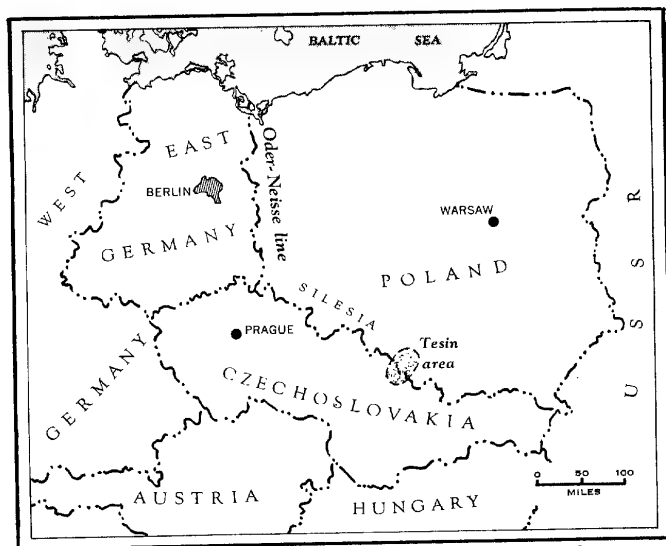 BALTIC SEA
EAST
Oder-Neisse line
WEST
BERLIN
WARSAW
GERMANY
POLAND
USSR
SILESIA
PRAGUE
Tesin
area
GERMANY
CZECHOSLOVAKIA
0 50 100
MILES
AUSTRIA
HUNGARY